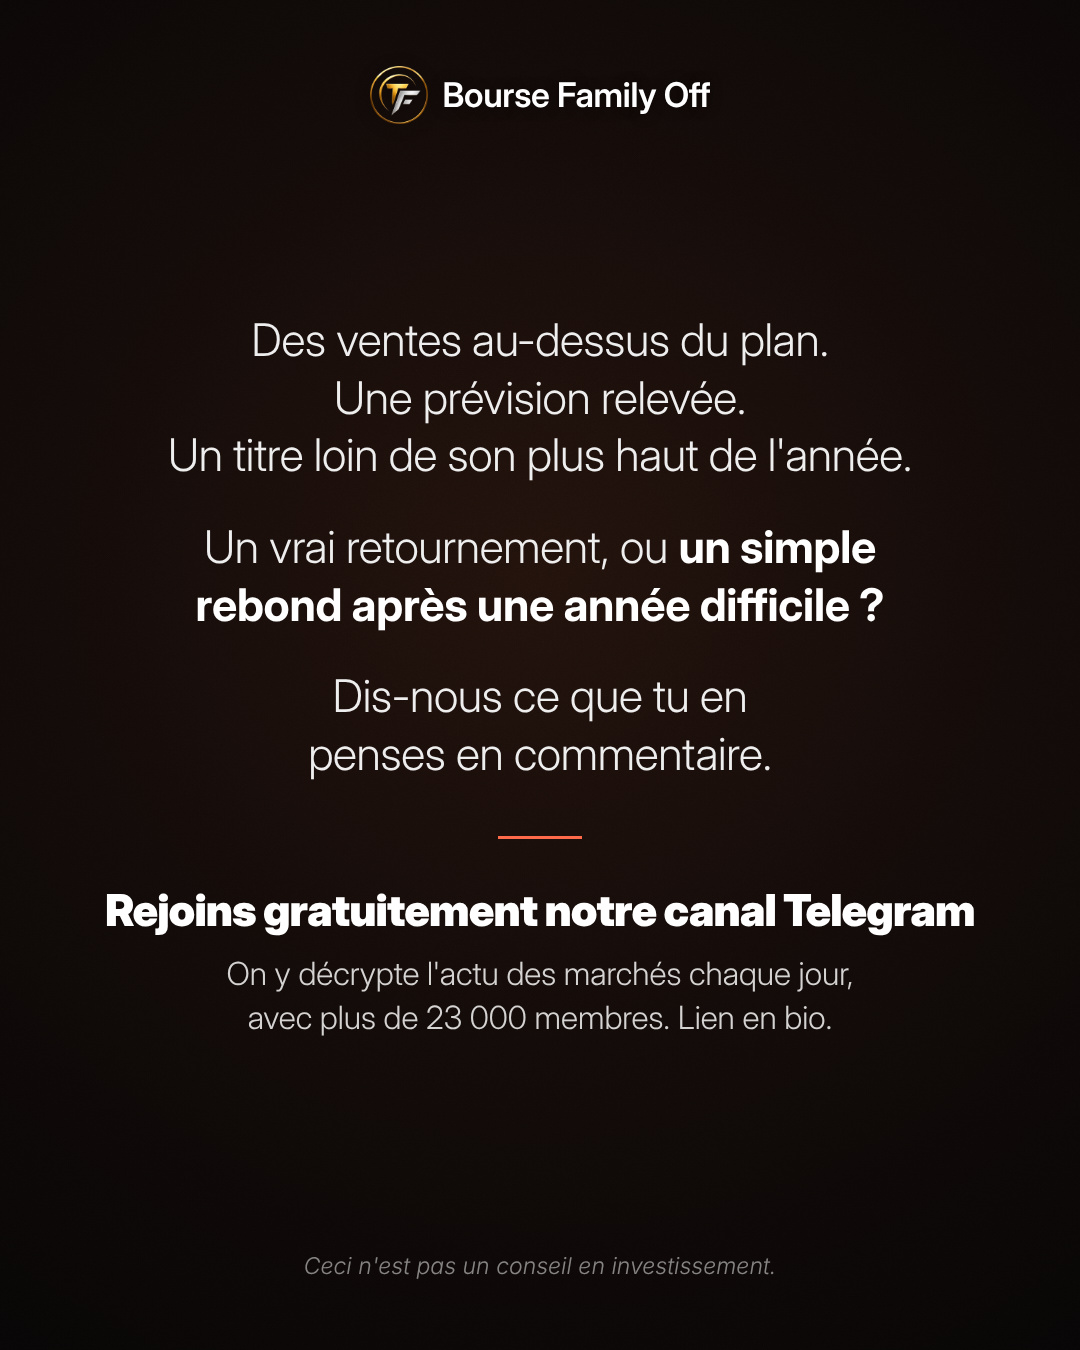 TF Bourse Family Off
Des ventes au-dessus du plan.
Une prévision relevée.
Un titre loin de son plus haut de l'année.
Un vrai retournement, ou un simple
rebond après une année difficile ?
Dis-nous ce que tu en
penses en commentaire.
Rejoins gratuitement notre canal Telegram
On y décrypte l'actu des marchés chaque jour,
avec plus de 23 000 membres. Lien en bio.
Ceci n'est pas un conseil en investissement.